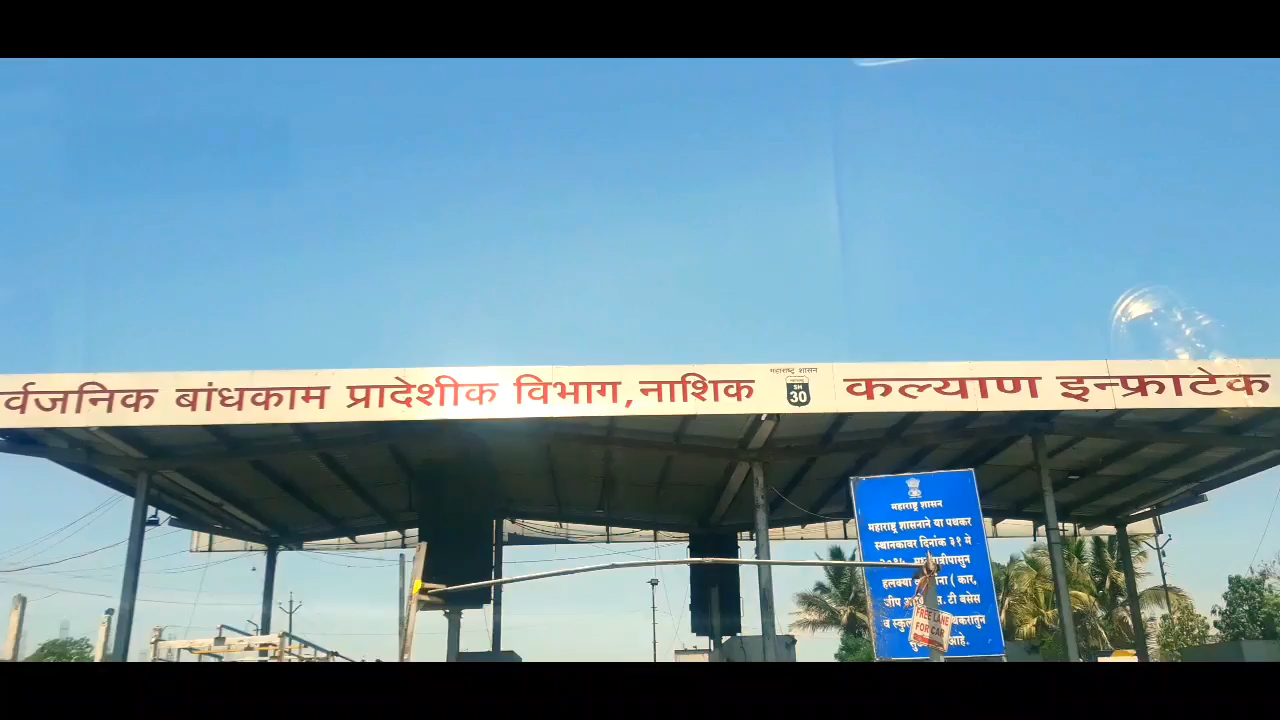 र्वजनिक बांधकाम प्रादेशीक विभाग,नाशिक
महाराष्ट्र शासन
SH
30
कल्याण इन्फ्राटेक
महाराष्ट्र शासन
महाराष्ट्र शासनाने या पथकर
स्थानकावर दिनांक ३१ मे
हलक्या ( कार,
जीप टी बसेस
व
आहे.
FREE LANE
FOR CAR